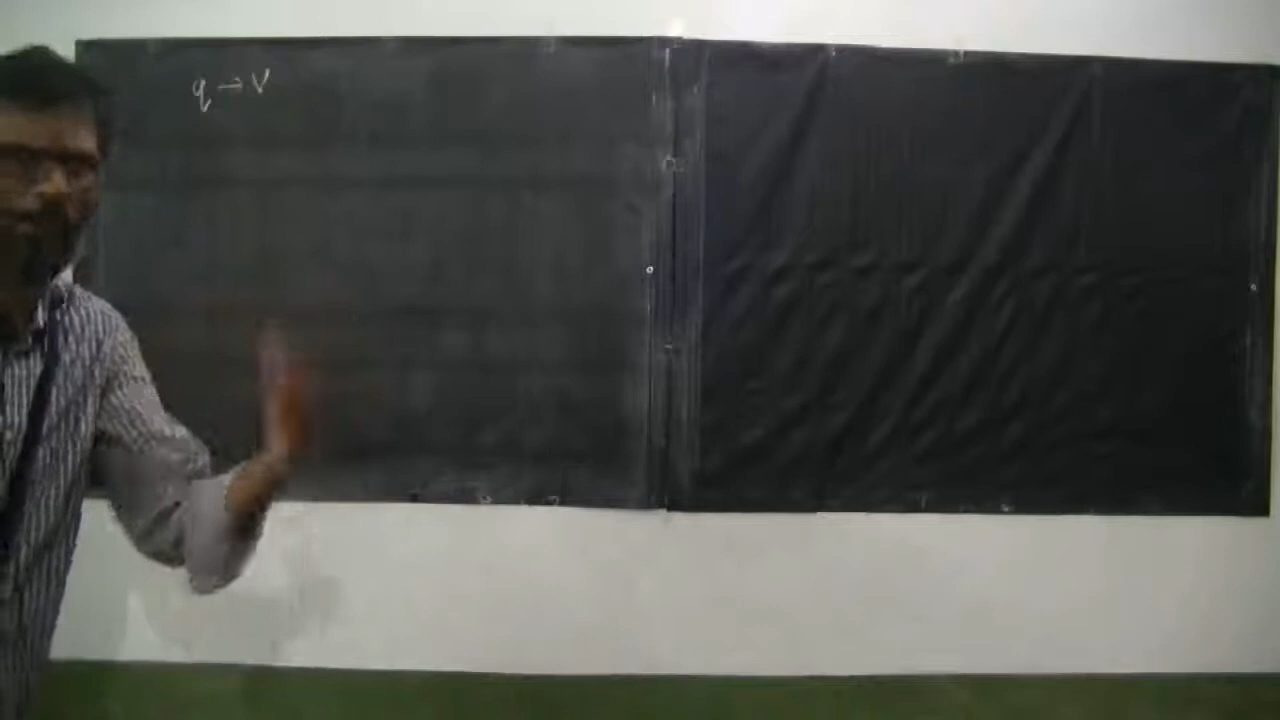 q → v